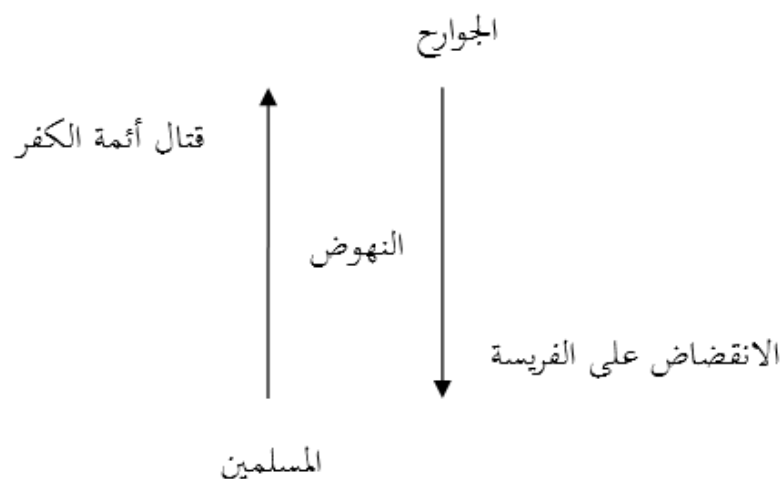 الجوارح
قتال أئمة الكفر
النهوض
الانقضاض على الفريسة
المسلمين